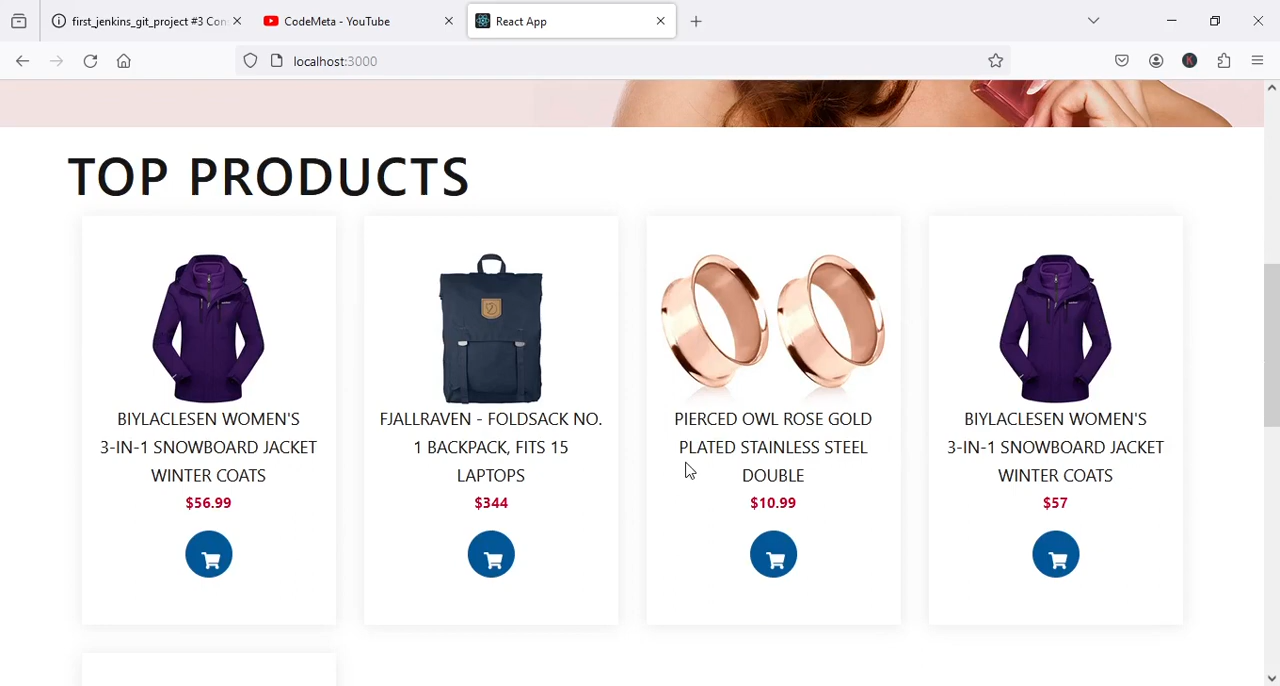 first_jenkins_git_project #3 Con
CodeMeta - YouTube
React App
localhost:3000
K
TOP PRODUCTS
BIYLACLESEN WOMEN'S
3-IN-1 SNOWBOARD JACKET
WINTER COATS
$56.99
FJALLRAVEN - FOLDSACK NO.
1 BACKPACK, FITS 15
LAPTOPS
$344
PIERCED OWL ROSE GOLD
PLATED STAINLESS STEEL
DOUBLE
$10.99
BIYLACLESEN WOMEN'S
3-IN-1 SNOWBOARD JACKET
WINTER COATS
$57